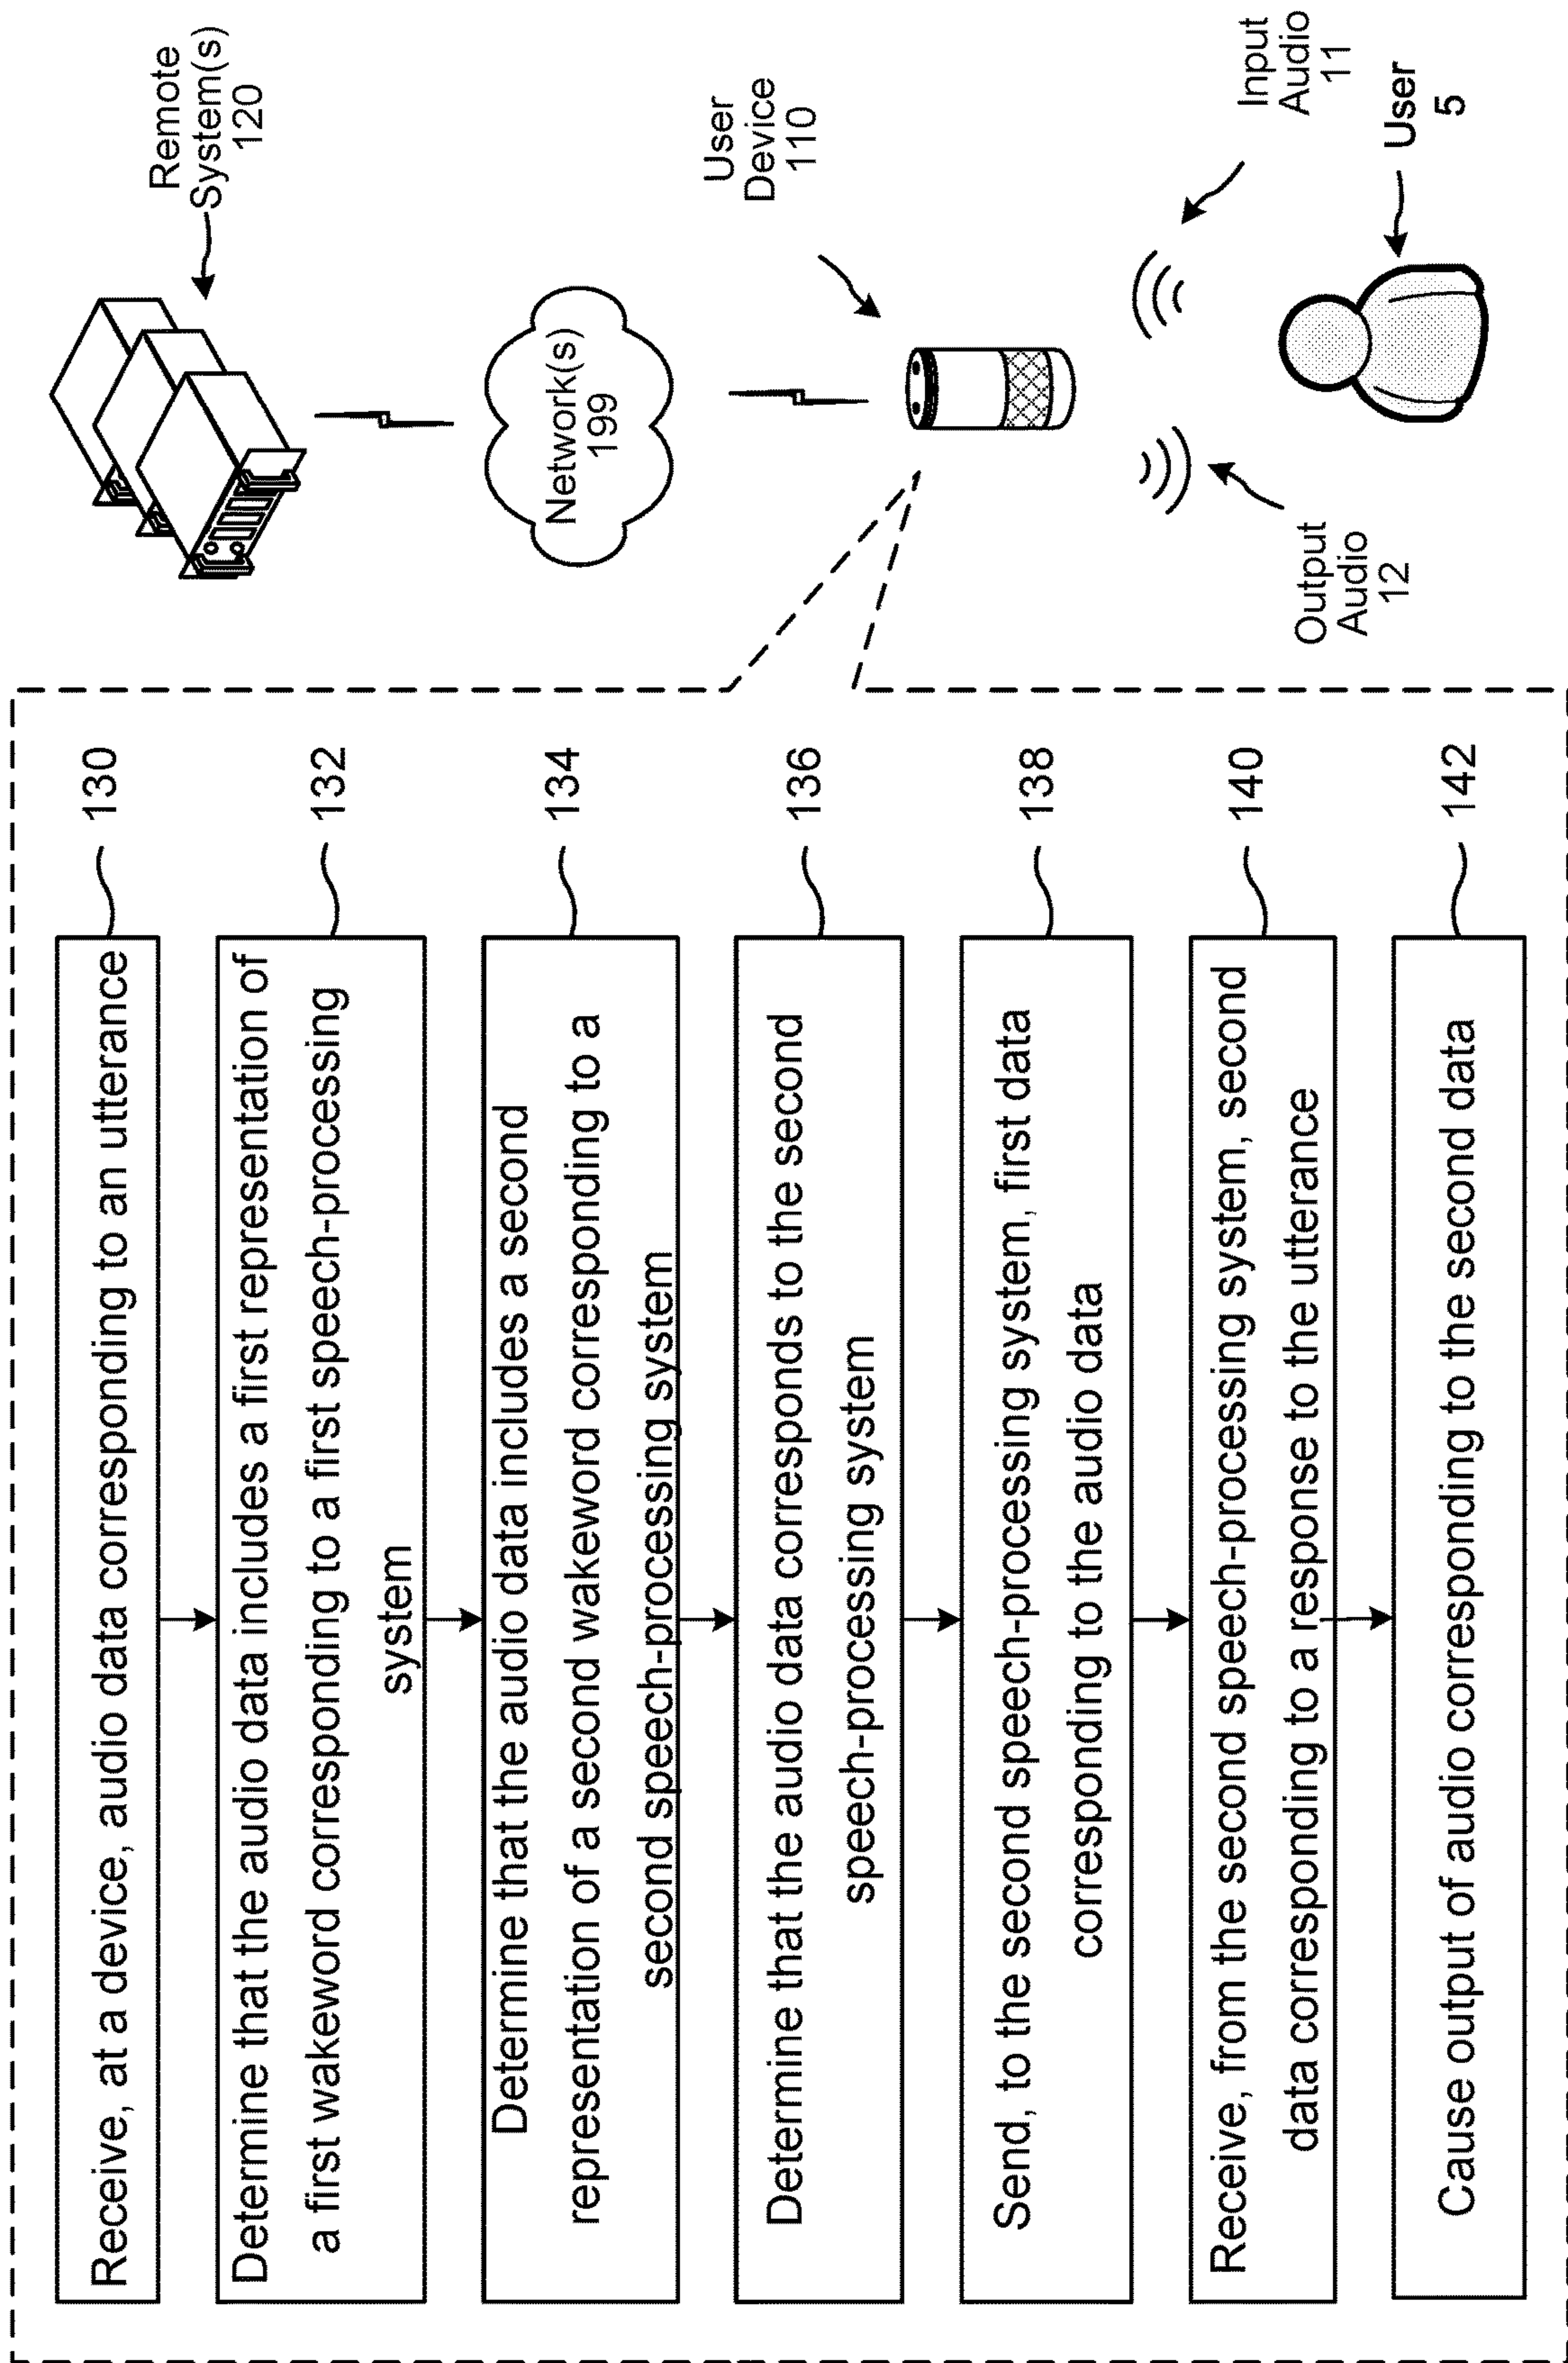 Receive, at a device, audio data corresponding to an utterance
130
Determine that the audio data includes a first representation of
a first wakeword corresponding to a first speech-processing
system
132
Determine that the audio data includes a second
representation of a second wakeword corresponding to a
second speech-processing system
134
Determine that the audio data corresponds to the second
speech-processing system
136
Send, to the second speech-processing system, first data
corresponding to the audio data
138
Receive, from the second speech-processing system, second
data corresponding to a response to the utterance
140
Cause output of audio corresponding to the second data
142
Remote
System(s)
120
Network(s)
199
User
Device
110
Output
Audio
12
Input
Audio
11
User
5